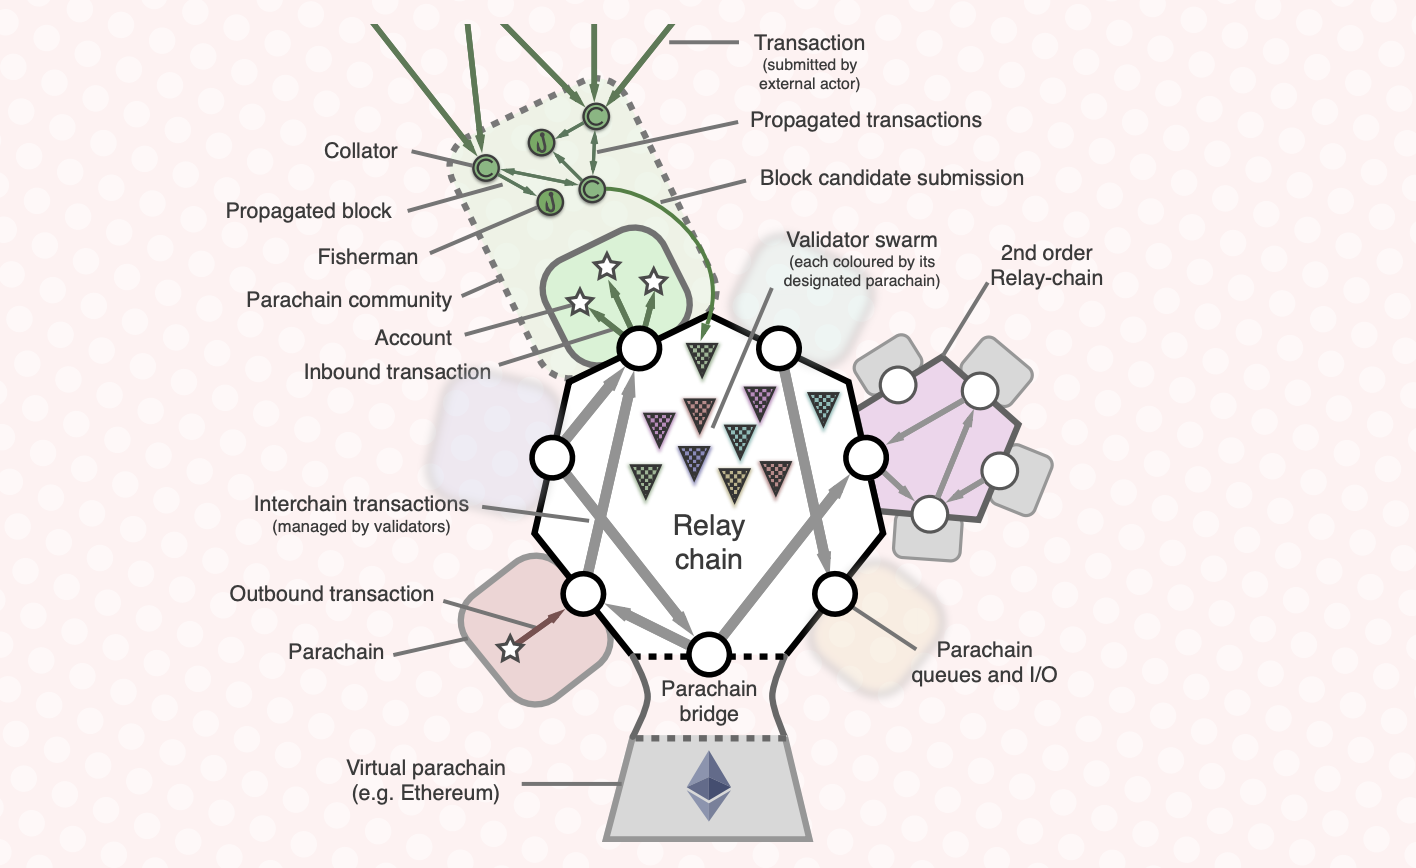 Transaction
(submitted by
external actor)
Propagated transactions
Collator
Block candidate submission
Propagated block
Fisherman
Validator swarm
(each coloured by its
designated parachain)
2nd order
Relay-chain
Parachain community
Account
Inbound transaction
Interchain transactions
(managed by validators)
Relay
chain
Outbound transaction
Parachain
Parachain
queues and I/O
Parachain
bridge
Virtual parachain
(e.g. Ethereum)
C
C
C